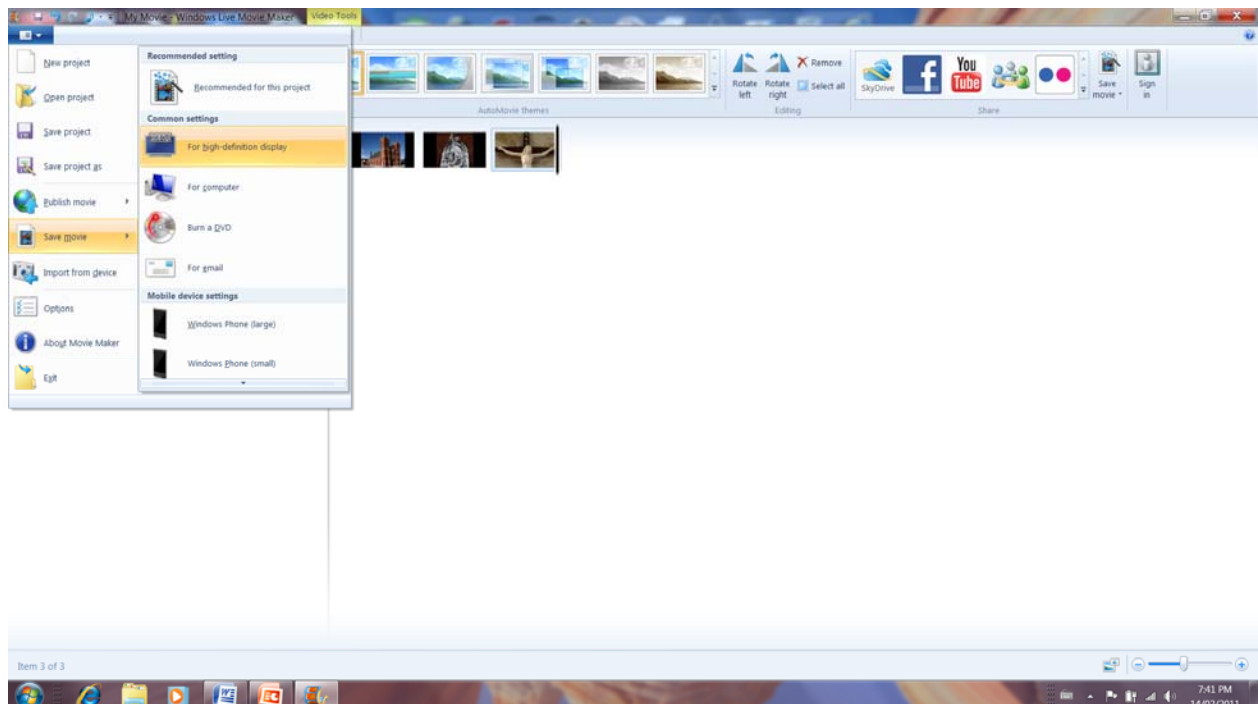 My Movie - Windows Live Movie Maker
Video Tools
New project
Open project
Save project
Save project as
Publish movie
Save movie
Import from device
Options
About Movie Maker
Exit
Recommended setting
Recommended for this project
Common settings
For high-definition display
For computer
Burn a DVD
For email
Mobile device settings
Windows Phone (large)
Windows Phone (small)
AutoMovie themes
Rotate left
Rotate right
Remove
Select all
Editing
SkyDrive
f
You Tube
Share
Save movie
Sign in
Item 3 of 3
7:41 PM
14/02/2011